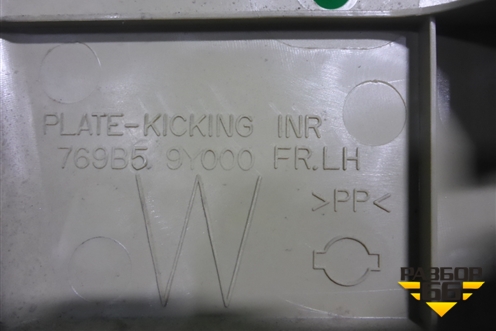 PLATE-KICKING INR
769B5 9Y000 FR.LH
>PP<
W
РАЗБОР
66